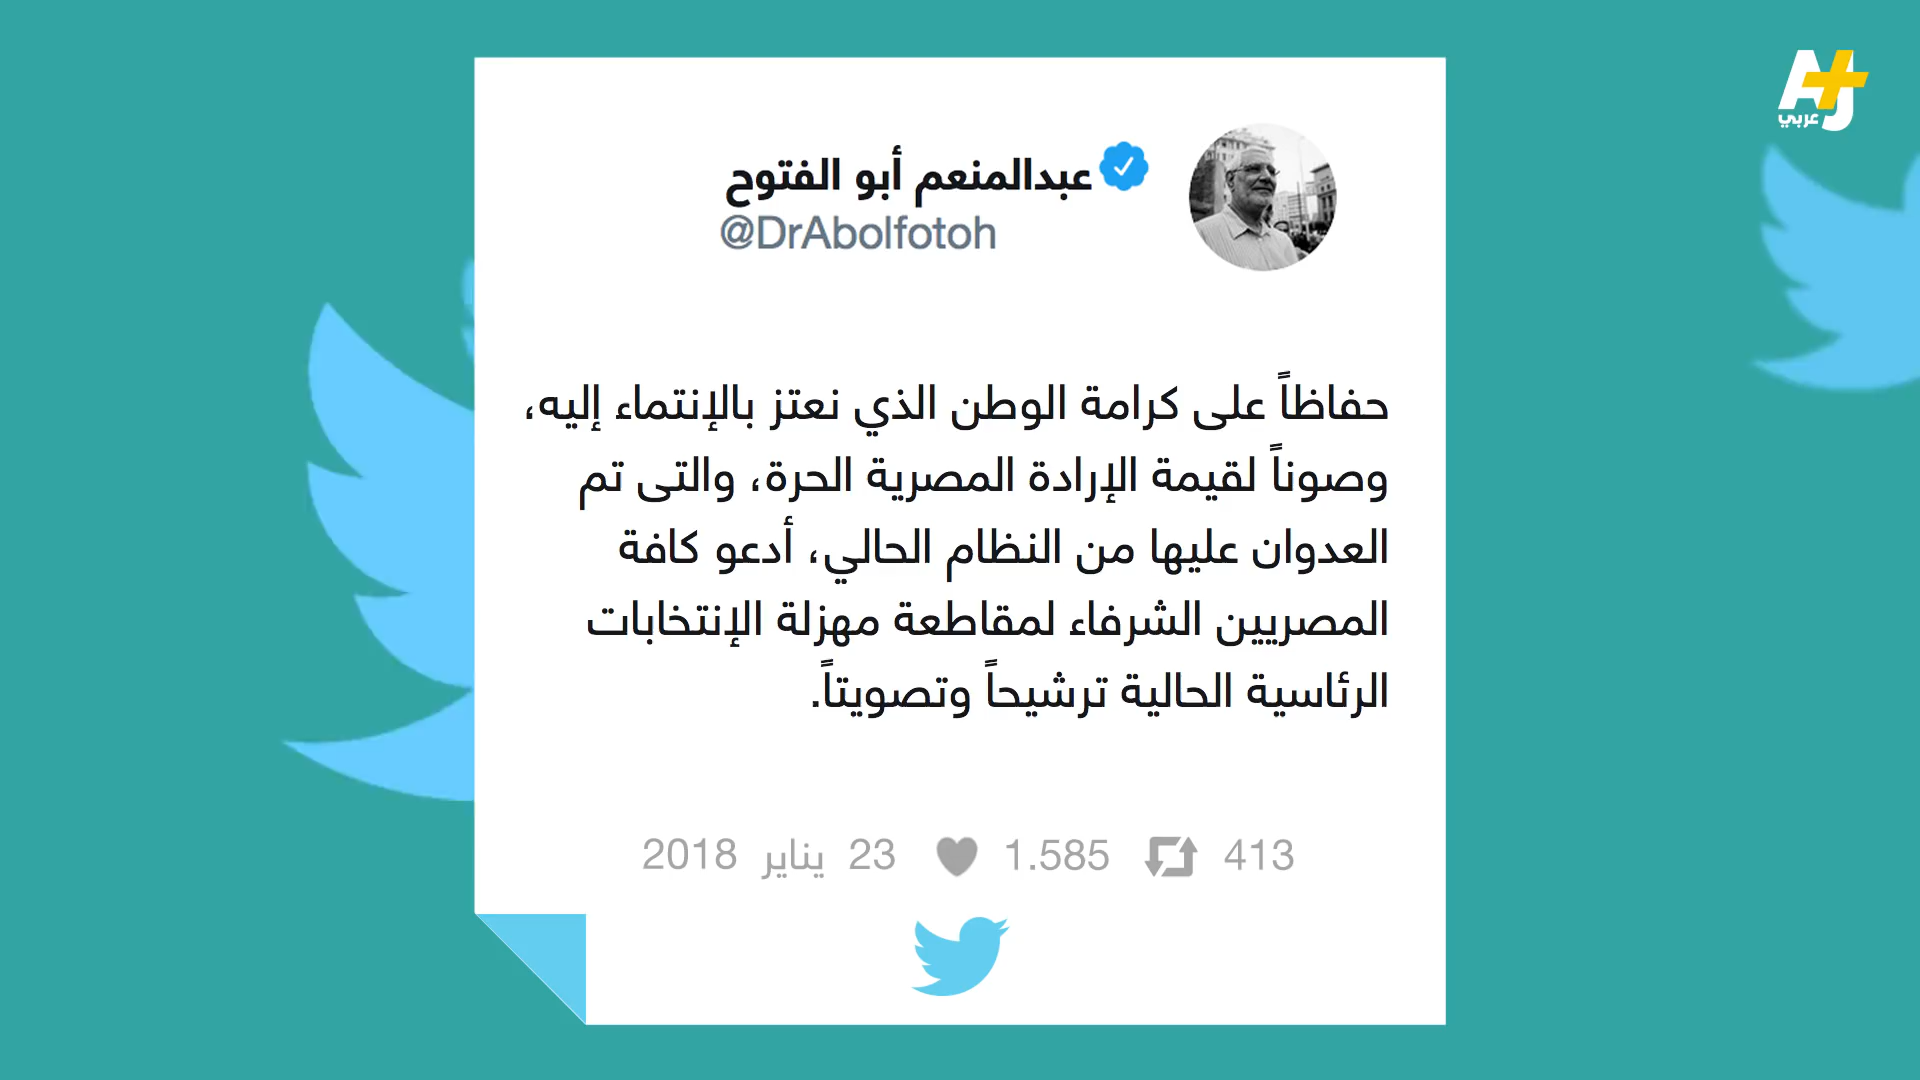 AJ+
عربي
عبدالمنعم أبو الفتوح
@DrAbolfotoh
حفاظاً على كرامة الوطن الذي نعتز بالإنتماء إليه،
وصوناً لقيمة الإرادة المصرية الحرة، والتى تم
العدوان عليها من النظام الحالي، أدعو كافة
المصريين الشرفاء لمقاطعة مهزلة الإنتخابات
الرئاسية الحالية ترشيحاً وتصويتاً.
413 1.585 23 يناير 2018